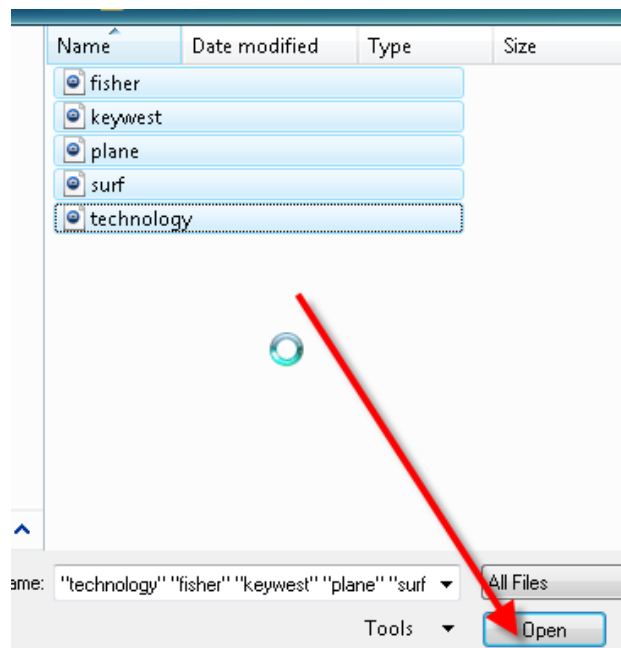 Name Date modified Type Size
fisher
keywest
plane
surf
technology
ame: "technology" "fisher" "keywest" "plane" "surf All Files
Tools Open